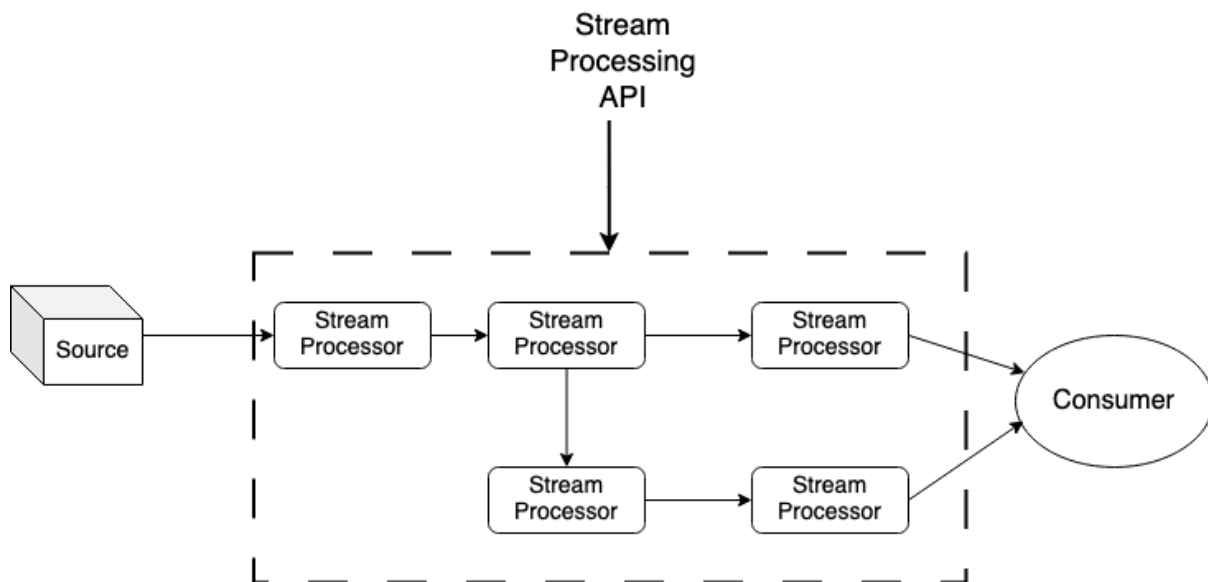 Stream
Processing
API
Source
Stream
Processor
Stream
Processor
Stream
Processor
Consumer
Stream
Processor
Stream
Processor